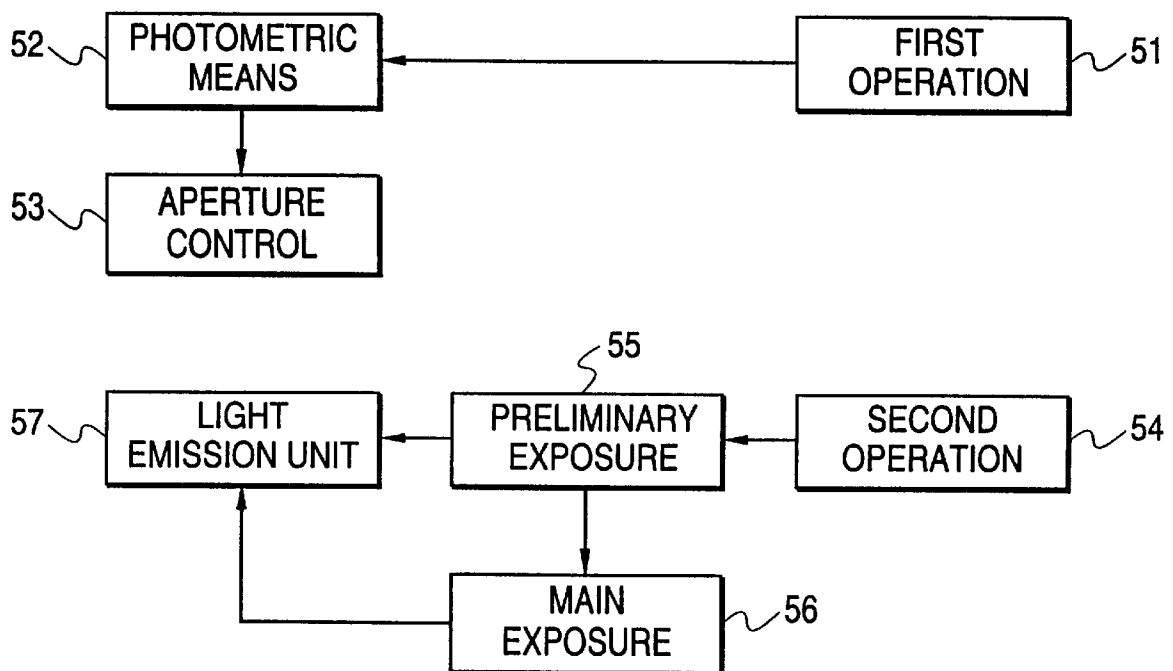 52
PHOTOMETRIC
MEANS
FIRST
OPERATION
51
53
APERTURE
CONTROL
55
57
LIGHT
EMISSION UNIT
PRELIMINARY
EXPOSURE
SECOND
OPERATION
54
MAIN
EXPOSURE
56